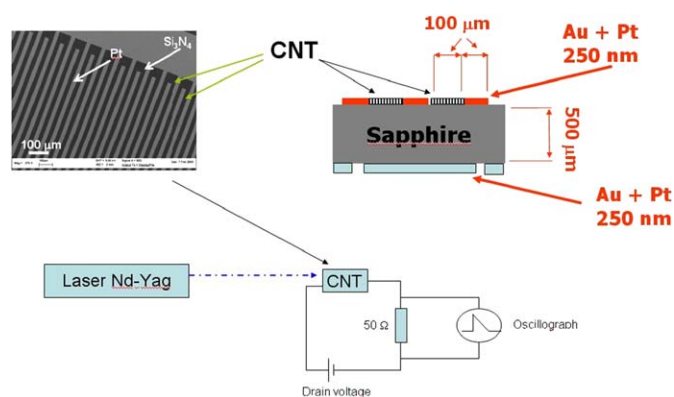 Si3N4
Pt
100 µm
CNT
100 µm
Au + Pt
250 nm
Sapphire
500 µm
Au + Pt
250 nm
Laser Nd-Yag
CNT
50 Ω
Oscillograph
Drain voltage